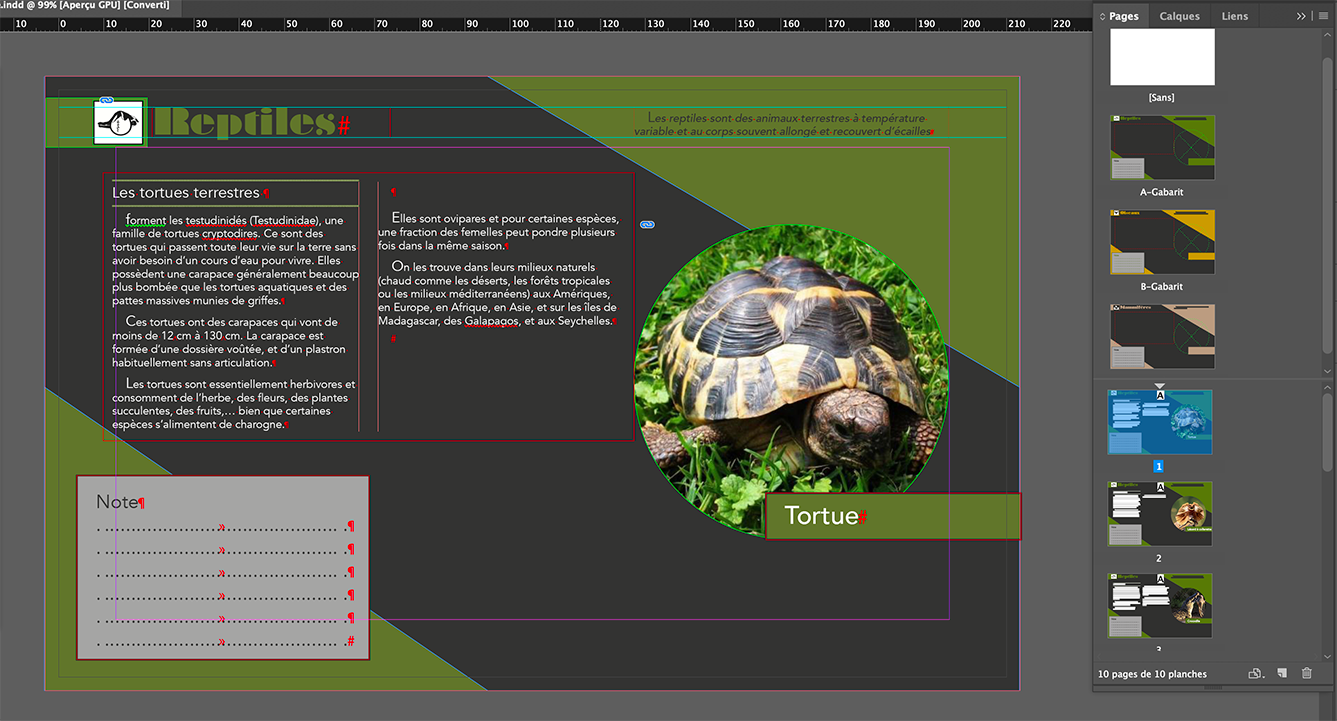 .indd @ 99% [Aperçu GPU] [Converti]
10 0 10 20 30 40 50 60 70 80 90 100 110 120 130 140 150 160 170 180 190 200 210 220
Pages Calques Liens
[Sans]
A-Gabarit
B-Gabarit
A
1
A
2
A
3
10 pages de 10 planches
Reptiles#
Les reptiles sont des animaux terrestres à température
variable et au corps souvent allongé et recouvert d’écailles
Les tortues terrestres ¶
forment les testudinidés (Testudinidae), une
famille de tortues cryptodires. Ce sont des
tortues qui passent toute leur vie sur la terre sans
avoir besoin d’un cours d’eau pour vivre. Elles
possèdent une carapace généralement beaucoup
plus bombée que les tortues aquatiques et des
pattes massives munies de griffes.¶
Ces tortues ont des carapaces qui vont de
moins de 12 cm à 130 cm. La carapace est
formée d’une dossière voûtée, et d’un plastron
habituellement sans articulation.¶
Les tortues sont essentiellement herbivores et
consomment de l’herbe, des fleurs, des plantes
succulentes, des fruits,… bien que certaines
espèces s’alimentent de charogne.¶
¶
Elles sont ovipares et pour certaines espèces,
une fraction des femelles peut pondre plusieurs
fois dans la même saison.¶
On les trouve dans leurs milieux naturels
(chaud comme les déserts, les forêts tropicales
ou les milieux méditerranéens) aux Amériques,
en Europe, en Afrique, en Asie, et sur les îles de
Madagascar, des Galapagos, et aux Seychelles.¶
¶
Note¶
Tortue#